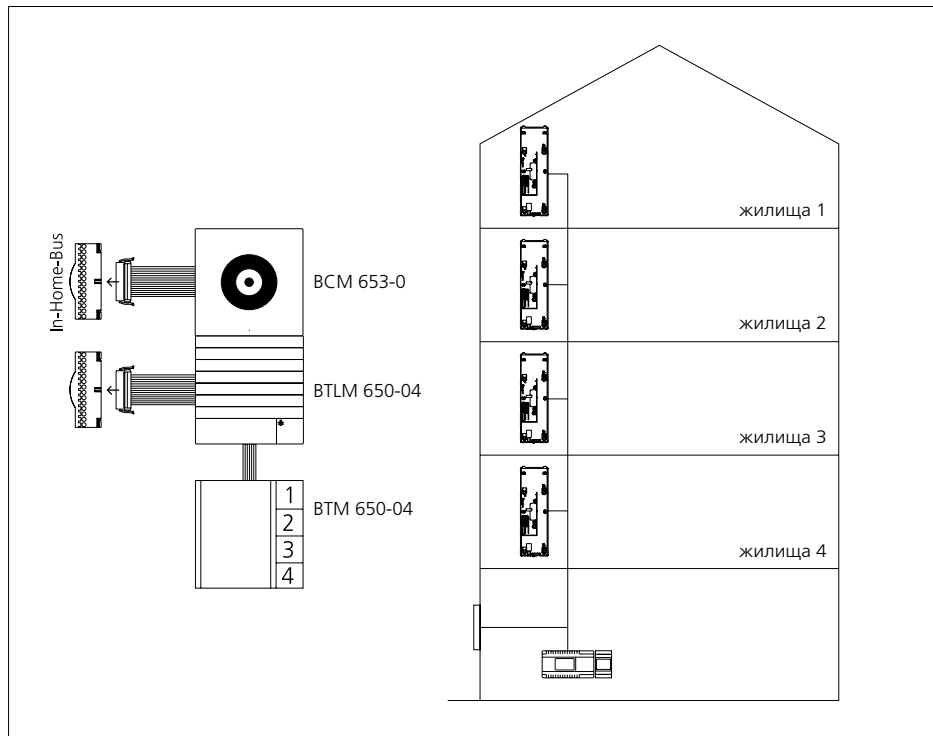 In-Home-Bus
BCM 653-0
BTLM 650-04
BTM 650-04
1
2
3
4
жилища 1
жилища 2
жилища 3
жилища 4